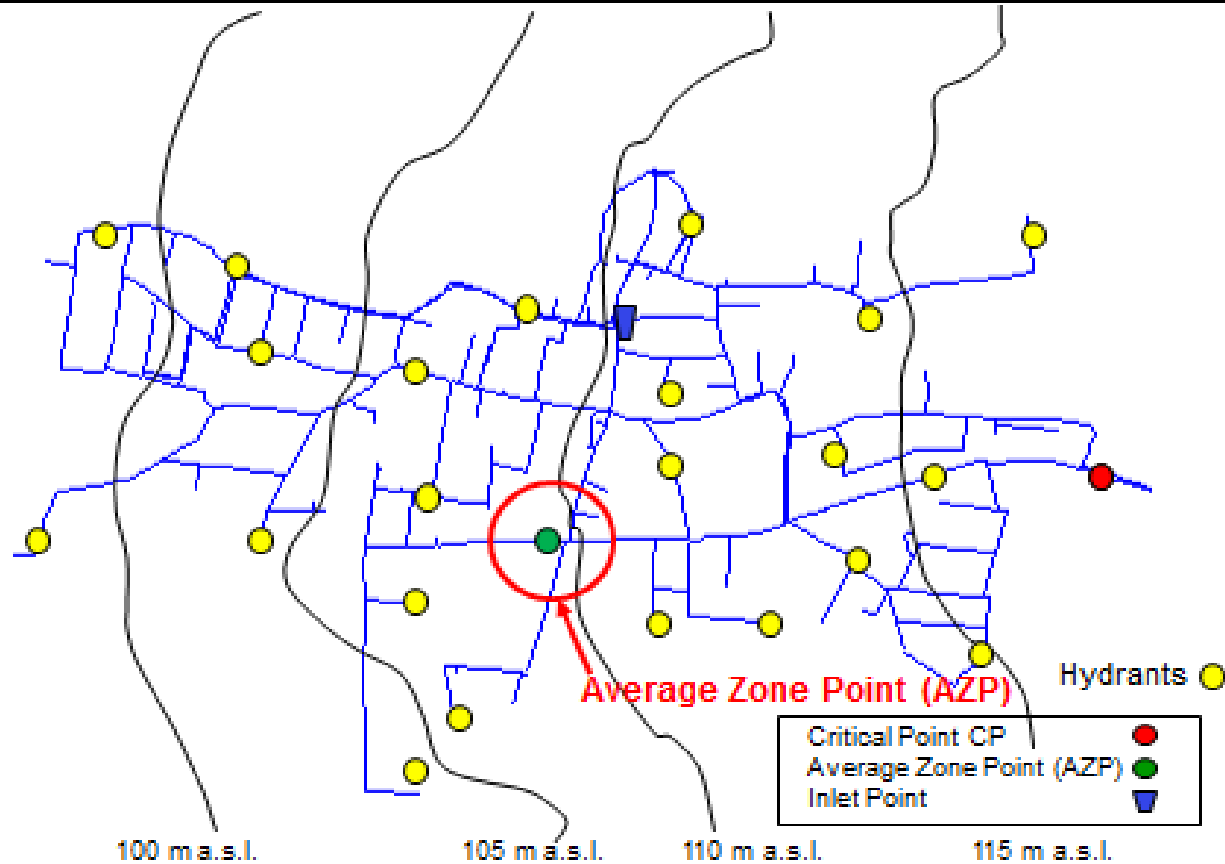 Average Zone Point (AZP)
Hydrants
Critical Point CP
Average Zone Point (AZP)
Inlet Point
100 m a.s.l.
105 m a.s.l.
110 m a.s.l.
115 m a.s.l.